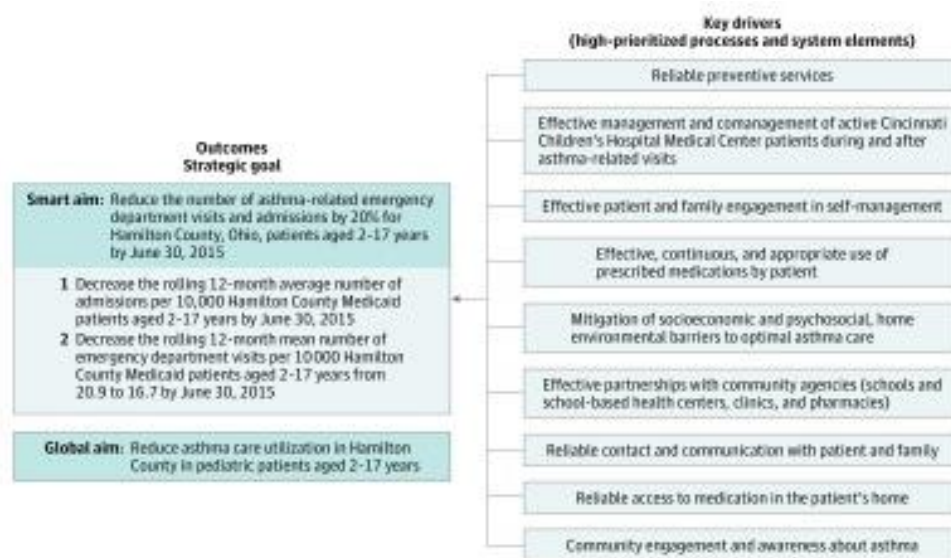 Outcomes
Strategic goal
Smart aim: Reduce the number of asthma-related emergency
department visits and admissions by 20% for
Hamilton County, Ohio, patients aged 2-17 years
by June 30, 2015
1 Decrease the rolling 12-month average number of
admissions per 10,000 Hamilton County Medicaid
patients aged 2-17 years by June 30, 2015
2 Decrease the rolling 12-month mean number of
emergency department visits per 10 000 Hamilton
County Medicaid patients aged 2-17 years from
20.9 to 16.7 by June 30, 2015
Global aim: Reduce asthma care utilization in Hamilton
County in pediatric patients aged 2-17 years
Key drivers
(high-prioritized processes and system elements)
Reliable preventive services
Effective management and comanagement of active Cincinnati
Children's Hospital Medical Center patients during and after
asthma-related visits
Effective patient and family engagement in self-management
Effective, continuous, and appropriate use of
prescribed medications by patient
Mitigation of socioeconomic and psychosocial, home
environmental barriers to optimal asthma care
Effective partnerships with community agencies (schools and
school-based health centers, clinics, and pharmacies)
Reliable contact and communication with patient and family
Reliable access to medication in the patient's home
Community engagement and awareness about asthma